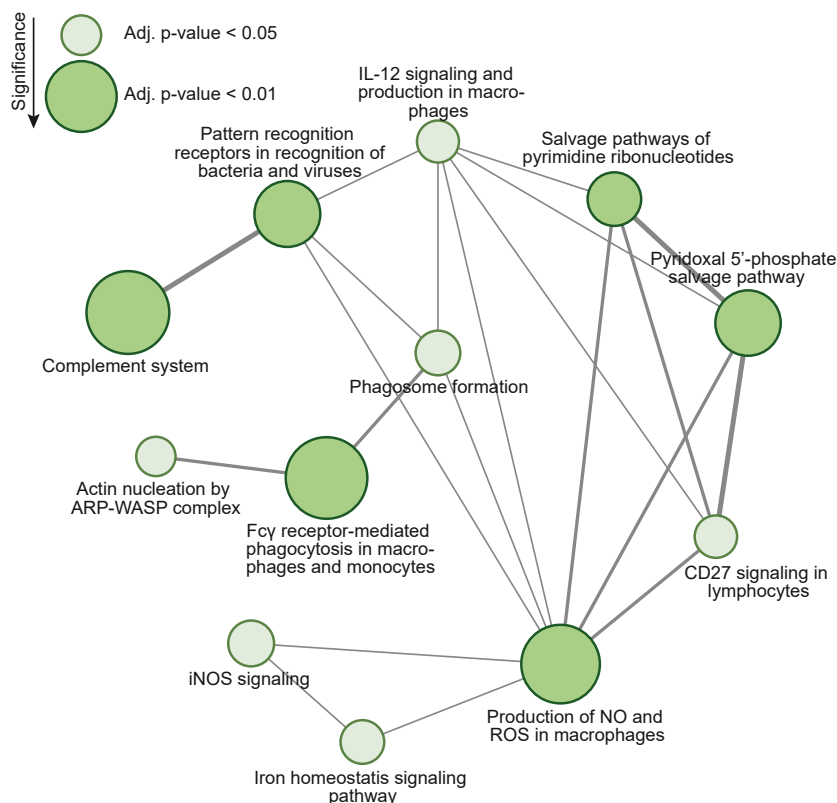 Significance
Adj. p-value < 0.05
Adj. p-value < 0.01
IL-12 signaling and
production in macro-
phages
Pattern recognition
receptors in recognition of
bacteria and viruses
Salvage pathways of
pyrimidine ribonucleotides
Pyridoxal 5’-phosphate
salvage pathway
Complement system
Phagosome formation
Actin nucleation by
ARP-WASP complex
Fcγ receptor-mediated
phagocytosis in macro-
phages and monocytes
CD27 signaling in
lymphocytes
iNOS signaling
Production of NO and
ROS in macrophages
Iron homeostatis signaling
pathway